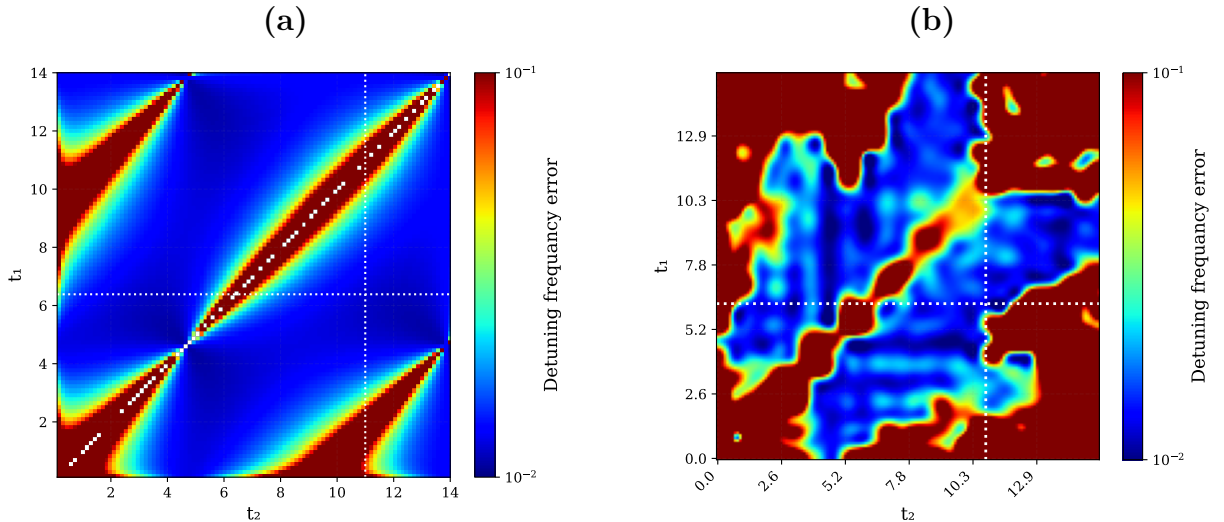 (a)
(b)
14
12
10
8
6
4
2
t₁
2 4 6 8 10 12 14
t₂
10⁻¹
10⁻²
Detuning frequancy error
12.9
10.3
7.8
5.2
2.6
0.0
t₁
0.0 2.6 5.2 7.8 10.3 12.9
t₂
10⁻¹
10⁻²
Detuning frequancy error